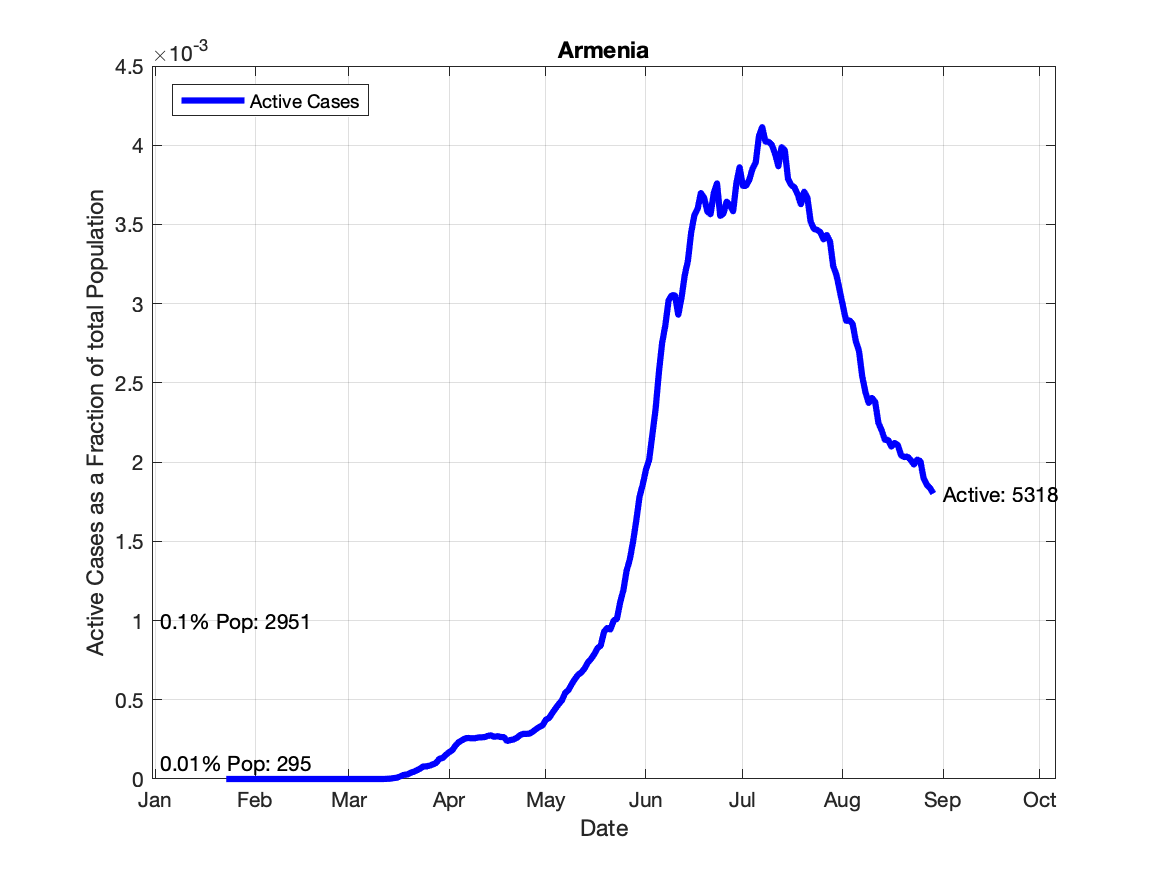 Armenia
×10-3
4.5
4
3.5
3
2.5
2
1.5
1
0.5
0
Active Cases as a Fraction of total Population
Active Cases
0.1% Pop: 2951
0.01% Pop: 295
Active: 5318
Jan Feb Mar Apr May Jun Jul Aug Sep Oct
Date